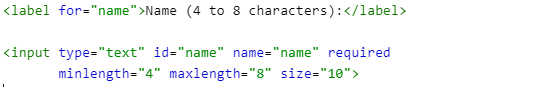 <label for="name">Name (4 to 8 characters):</label>
<input type="text" id="name" name="name" required
minlength="4" maxlength="8" size="10">